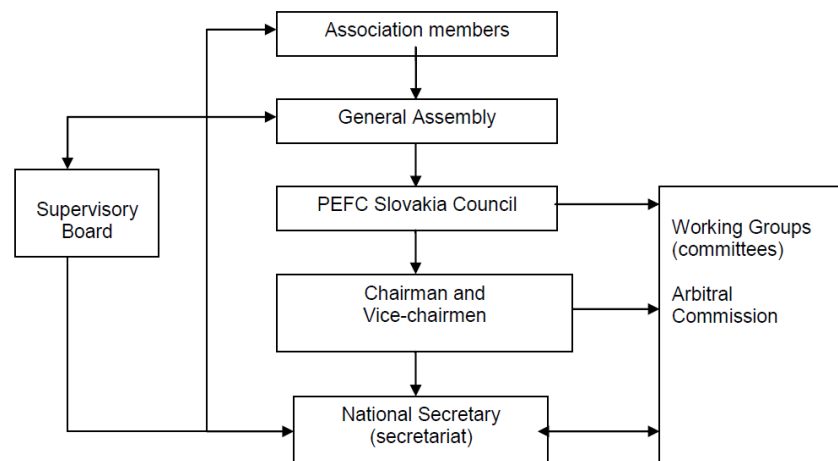 Association members
General Assembly
Supervisory
Board
PEFC Slovakia Council
Working Groups
(committees)
Arbitral
Commission
Chairman and
Vice-chairmen
National Secretary
(secretariat)